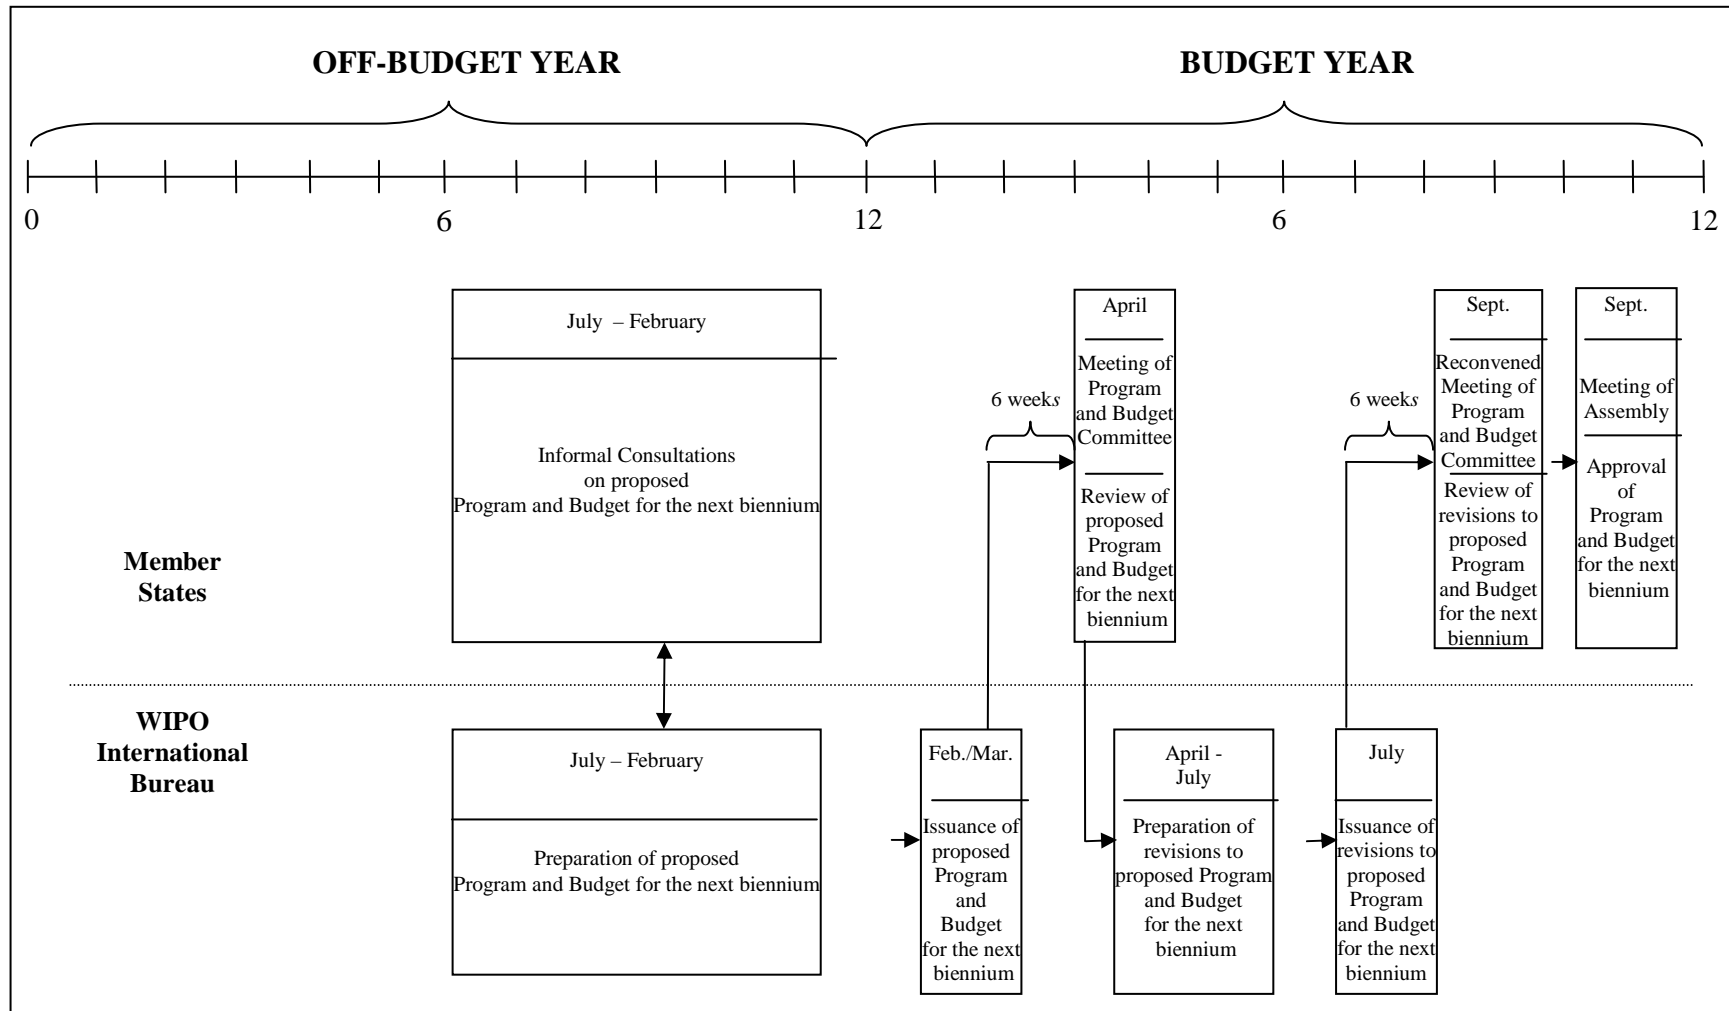 OFF-BUDGET YEAR
BUDGET YEAR
0
6
12
6
12
July – February
Informal Consultations
on proposed
Program and Budget for the next biennium
6 weeks
April
Meeting of
Program
and Budget
Committee
Review of
proposed
Program
and Budget
for the next
biennium
6 weeks
Sept.
Reconvened
Meeting of
Program
and Budget
Committee
Review of
revisions to
proposed
Program
and Budget
for the next
biennium
Sept.
Meeting of
Assembly
Approval
of
Program
and Budget
for the next
biennium
Member
States
WIPO
International
Bureau
July – February
Preparation of proposed
Program and Budget for the next biennium
Feb./Mar.
Issuance of
proposed
Program
and
Budget
for the next
biennium
April -
July
Preparation of
revisions to
proposed Program
and Budget
for the next
biennium
July
Issuance of
revisions to
proposed
Program
and Budget
for the next
biennium